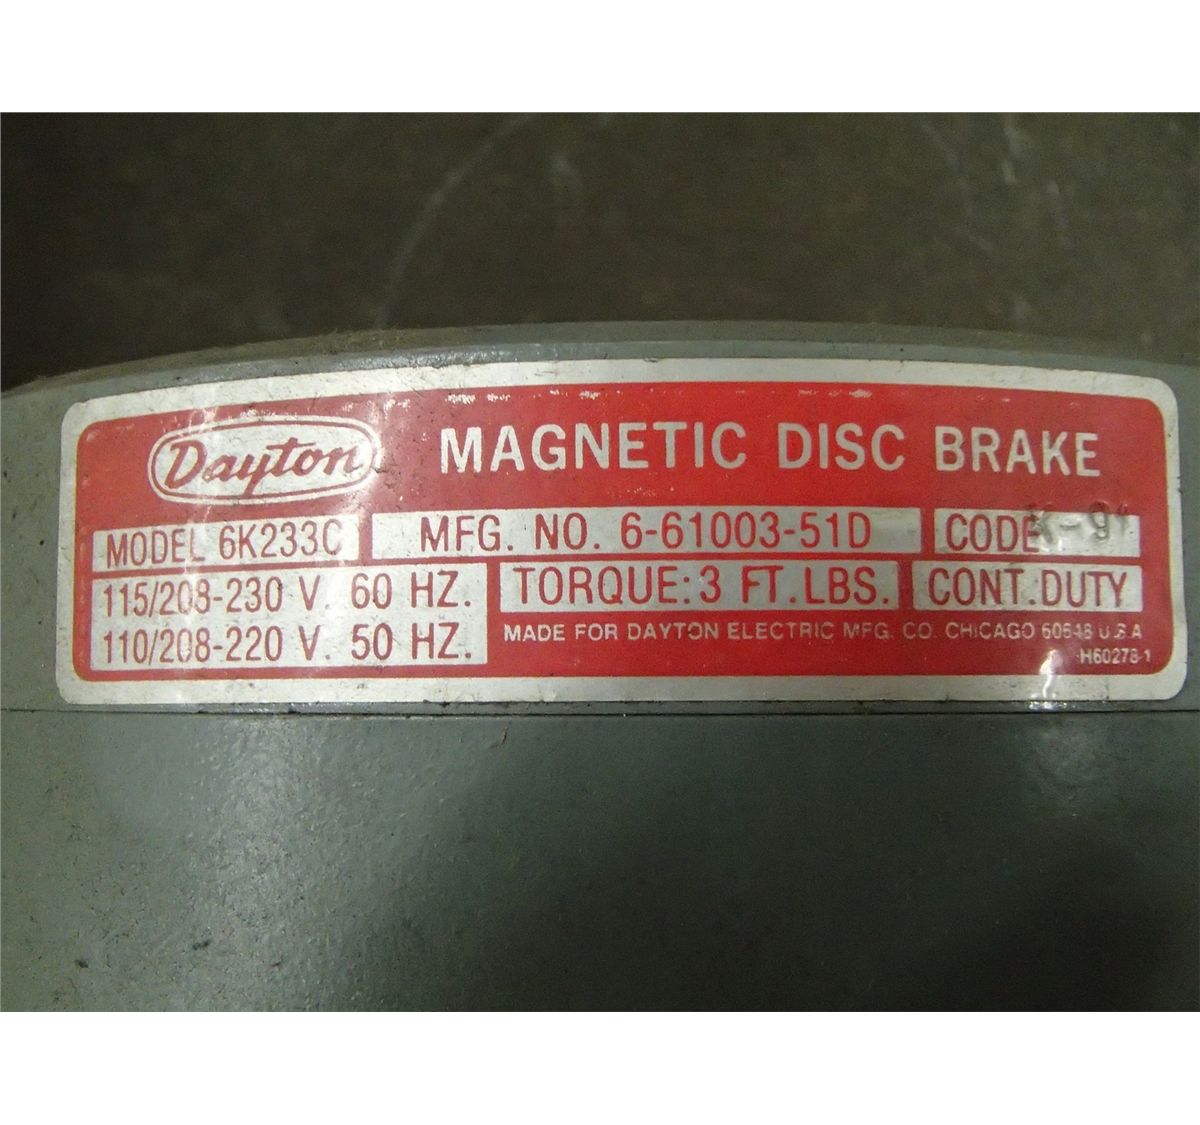 Dayton MAGNETIC DISC BRAKE
MODEL 6K233C MFG. NO. 6-61003-51D CODE
115/208-230 V. 60 HZ. TORQUE: 3 FT. LBS. CONT. DUTY
110/208-220 V. 50 HZ. MADE FOR DAYTON ELECTRIC MFG. CO. CHICAGO 60648 U.S.A
H60278-1